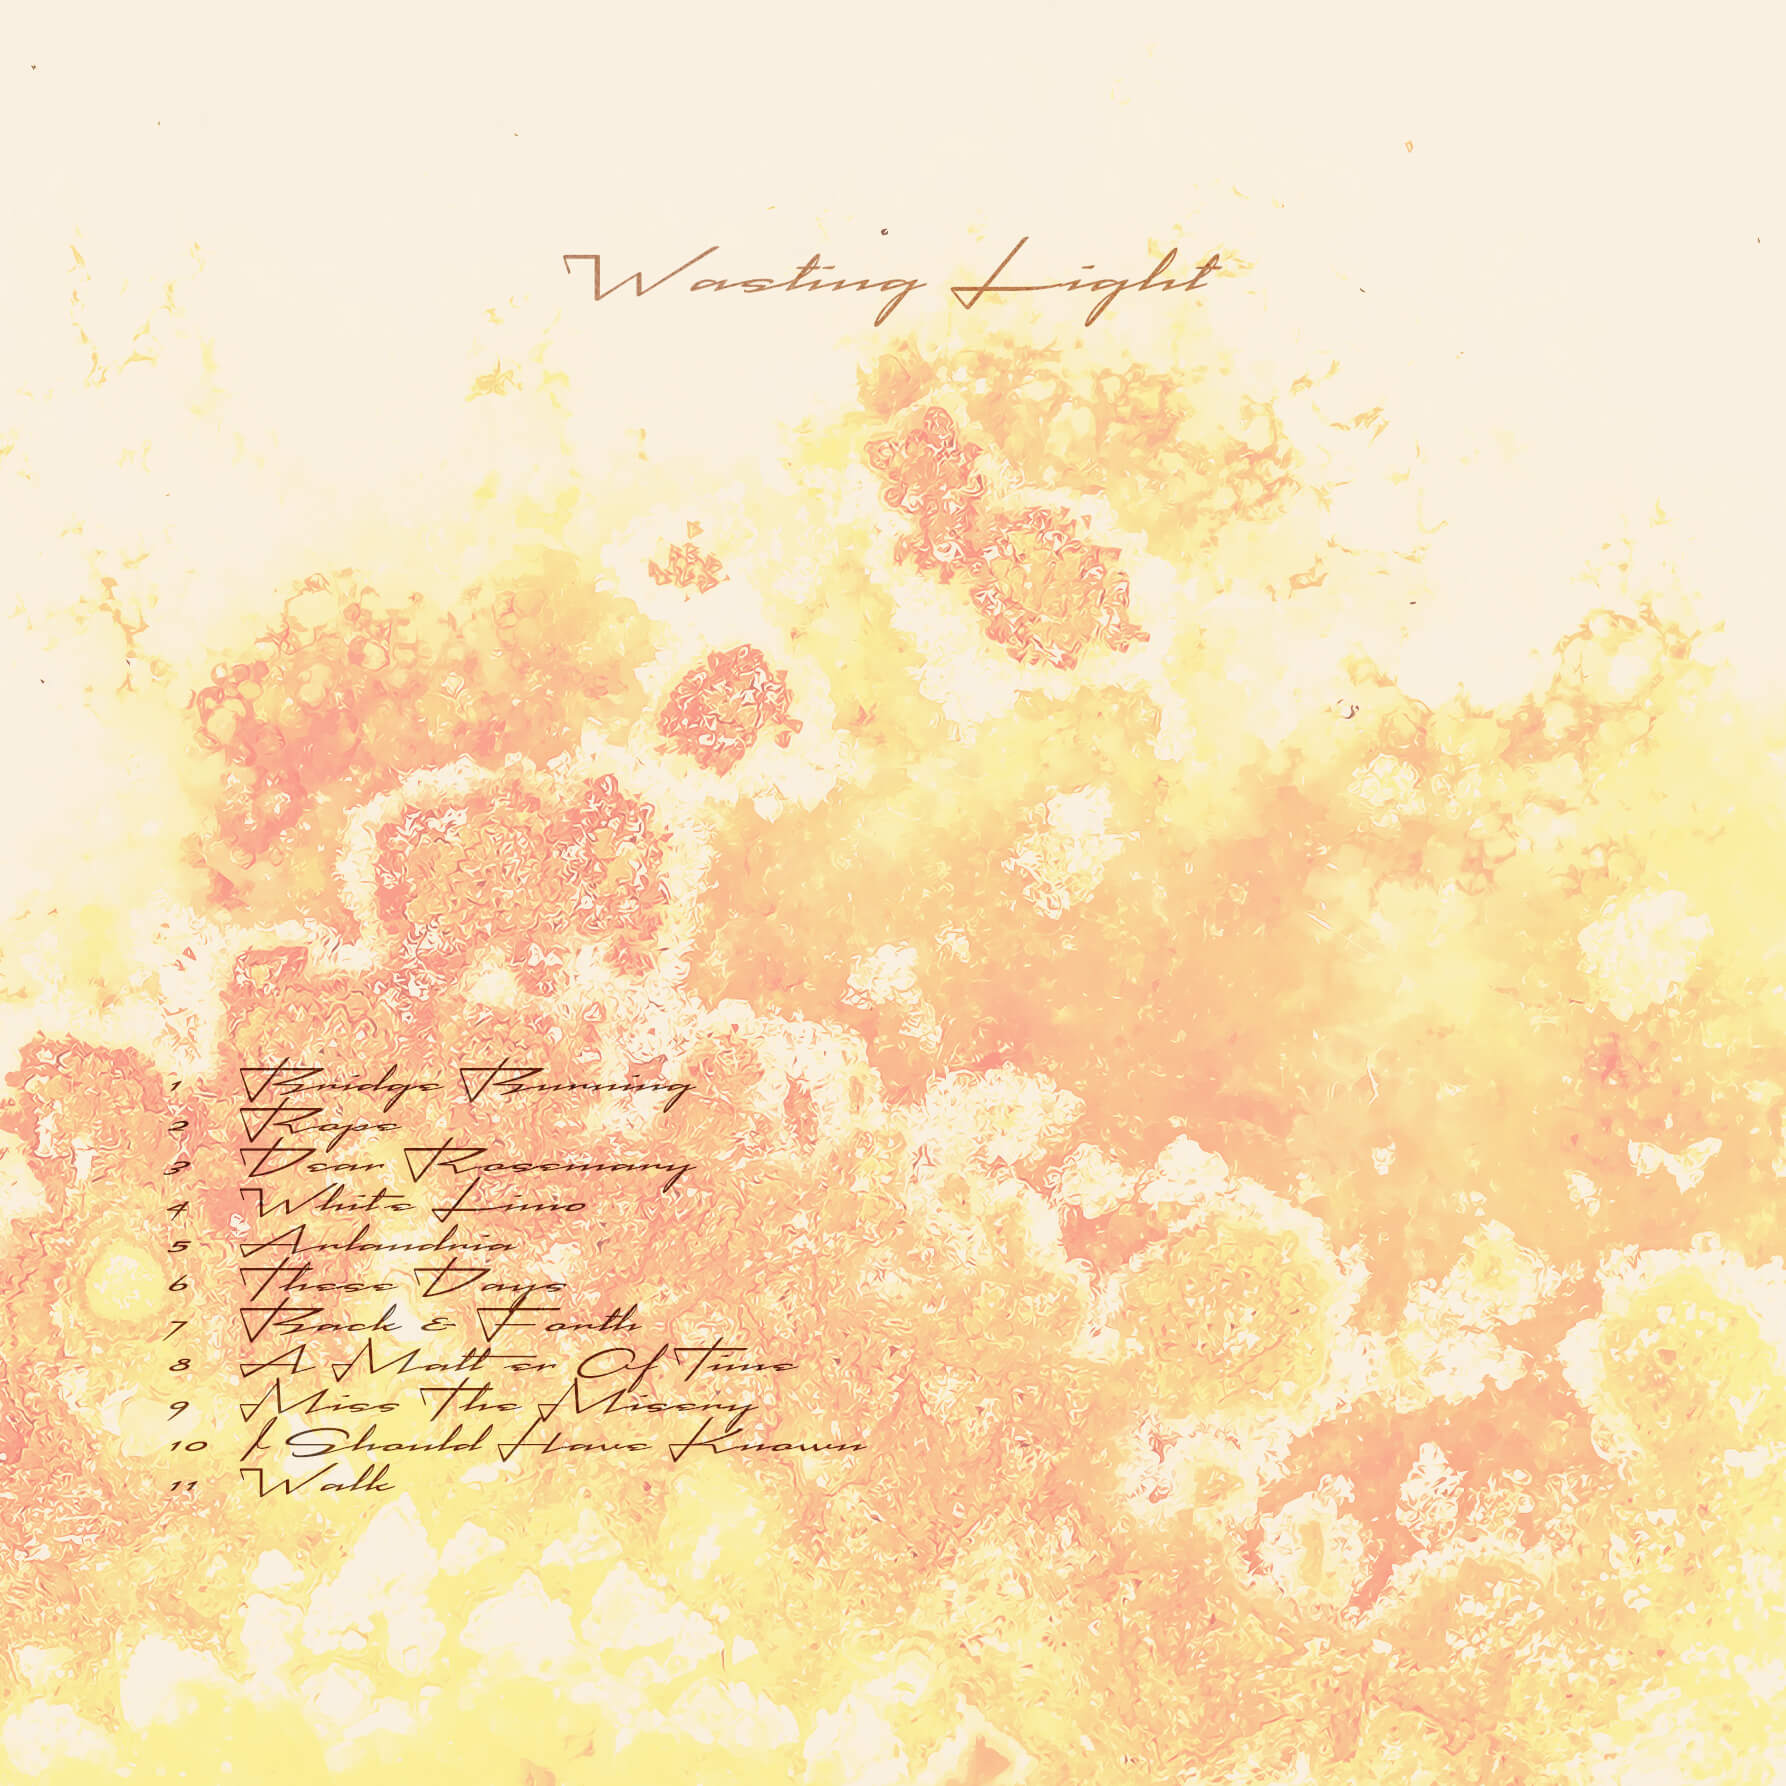 Wasting Light
1 Bridge Burning
2 Rope
3 Dear Rosemary
4 White Limo
5 Arlandria
6 These Days
7 Back & Forth
8 A Matter Of Time
9 Miss The Misery
10 I Should Have Known
11 Walk